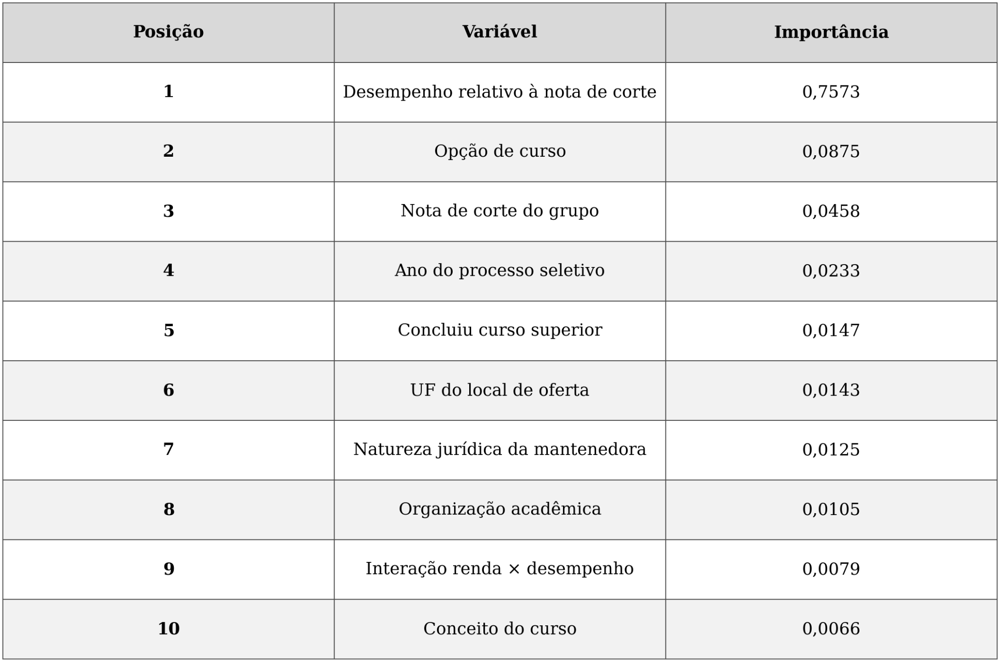 Posição Variável Importância
1 Desempenho relativo à nota de corte 0,7573
2 Opção de curso 0,0875
3 Nota de corte do grupo 0,0458
4 Ano do processo seletivo 0,0233
5 Concluiu curso superior 0,0147
6 UF do local de oferta 0,0143
7 Natureza jurídica da mantenedora 0,0125
8 Organização acadêmica 0,0105
9 Interação renda × desempenho 0,0079
10 Conceito do curso 0,0066